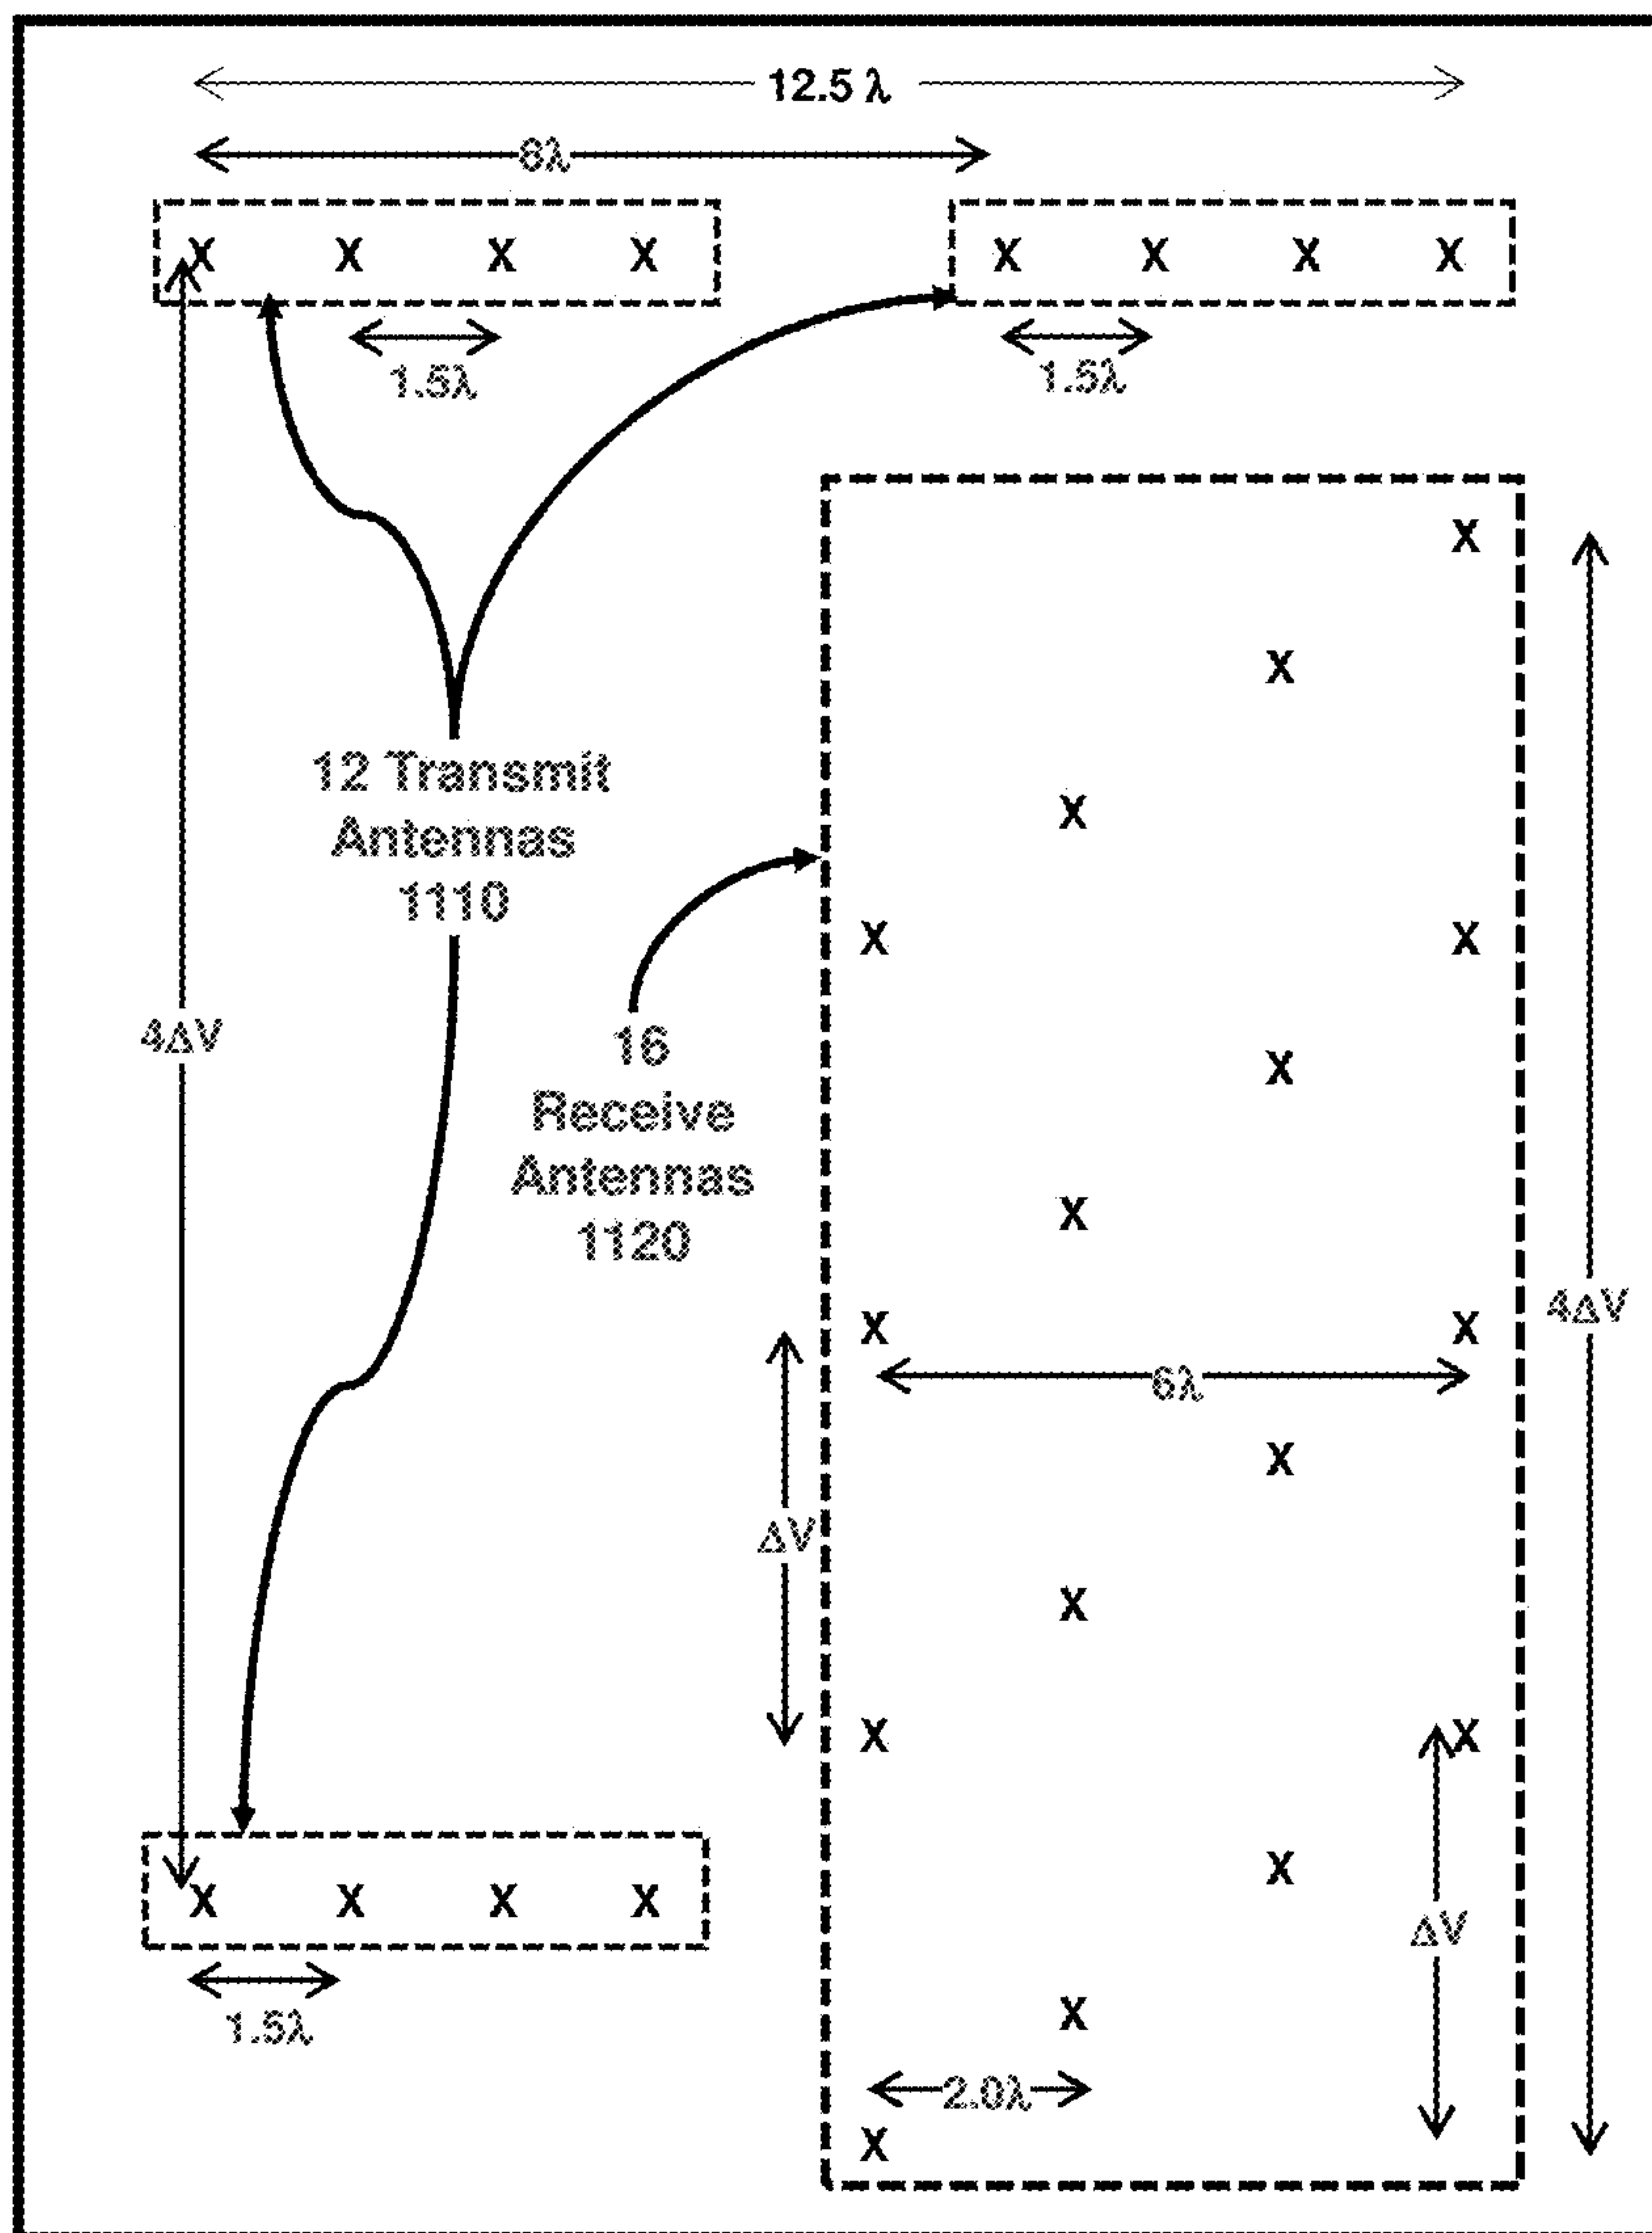 12.5 λ
8λ
X X X X
X X X X
1.5λ
1.5λ
X
X
12 Transmit
Antennas
1110
X
X X
4ΔV
16
Receive
Antennas
1120
X
X
X X
4ΔV
6λ
X
ΔV
X
X X
X
X X X X
ΔV
1.5λ
X
2.0λ
X